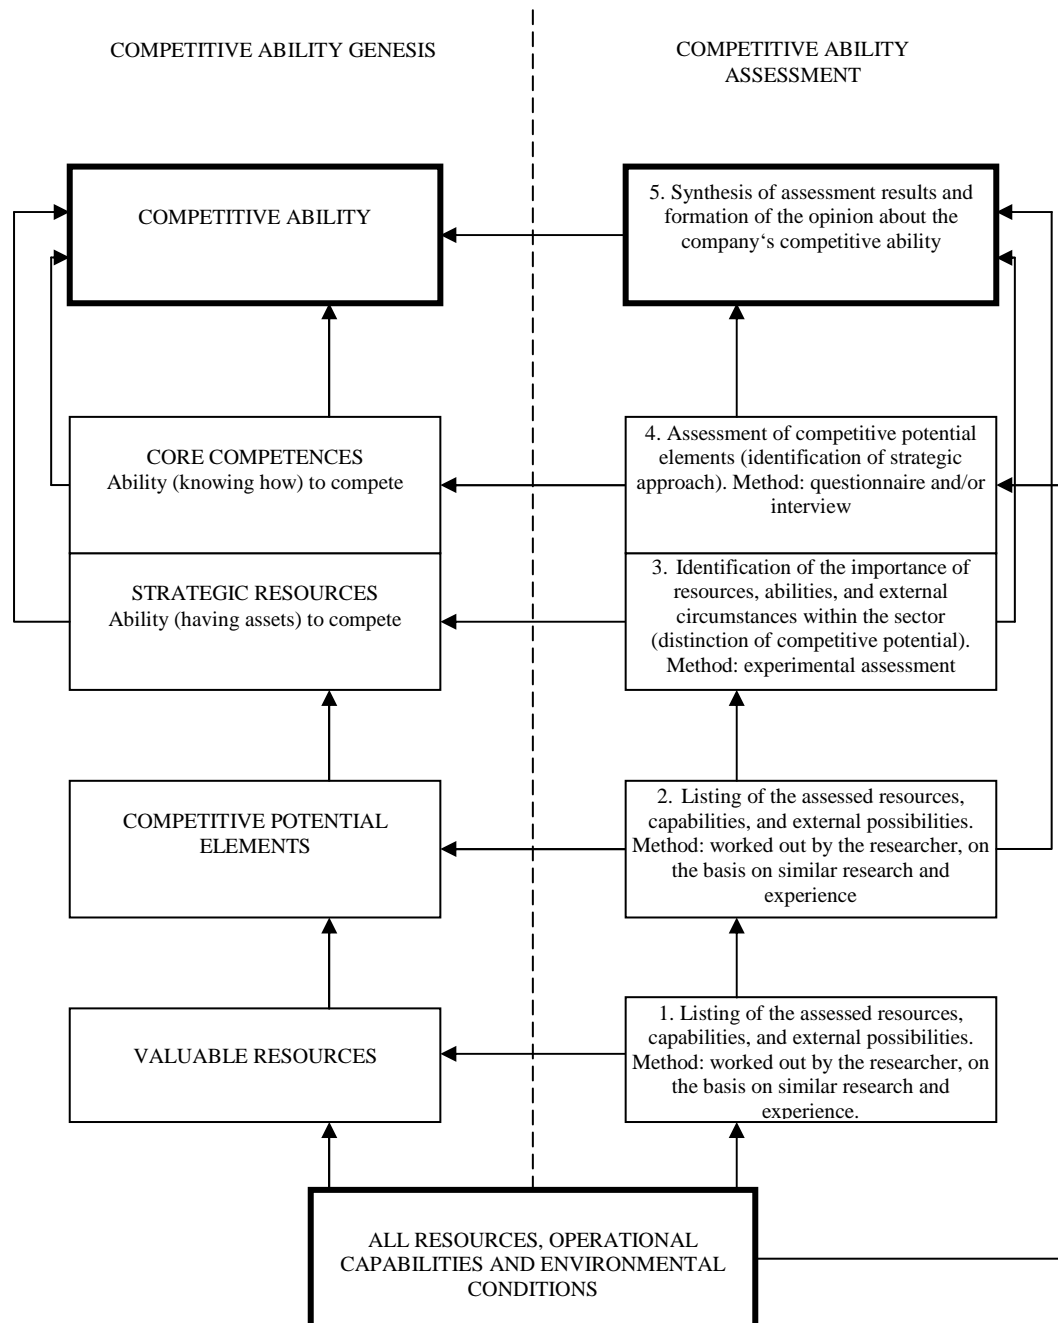 COMPETITIVE ABILITY GENESIS
COMPETITIVE ABILITY
ASSESSMENT
COMPETITIVE ABILITY
5. Synthesis of assessment results and
formation of the opinion about the
company‘s competitive ability
CORE COMPETENCES
Ability (knowing how) to compete
4. Assessment of competitive potential
elements (identification of strategic
approach). Method: questionnaire and/or
interview
STRATEGIC RESOURCES
Ability (having assets) to compete
3. Identification of the importance of
resources, abilities, and external
circumstances within the sector
(distinction of competitive potential).
Method: experimental assessment
COMPETITIVE POTENTIAL
ELEMENTS
2. Listing of the assessed resources,
capabilities, and external possibilities.
Method: worked out by the researcher, on
the basis on similar research and
experience
VALUABLE RESOURCES
1. Listing of the assessed resources,
capabilities, and external possibilities.
Method: worked out by the researcher, on
the basis on similar research and
experience.
ALL RESOURCES, OPERATIONAL
CAPABILITIES AND ENVIRONMENTAL
CONDITIONS